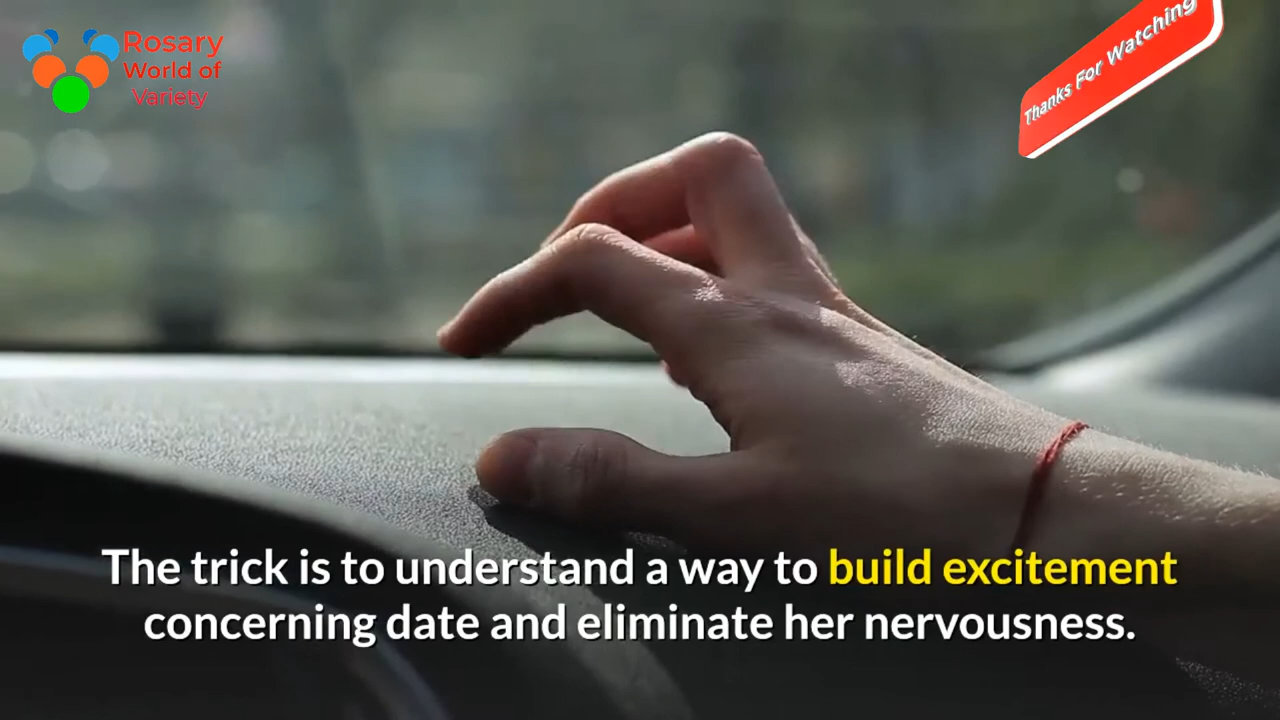 Rosary
World of
Variety
Thanks For Watching
The trick is to understand a way to build excitement
concerning date and eliminate her nervousness.